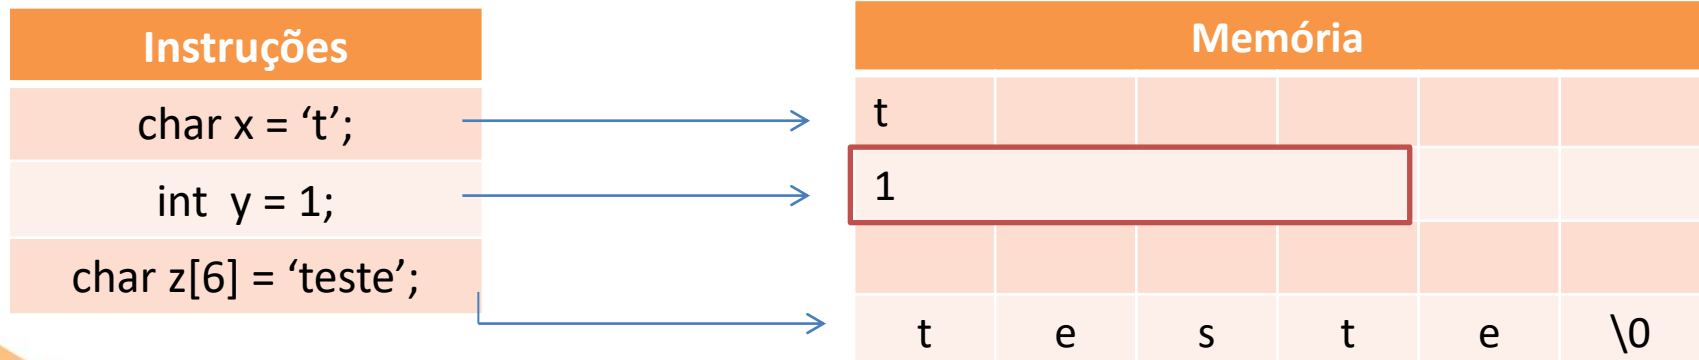 Instruções
char x = ‘t’;
int y = 1;
char z[6] = ‘teste’;
Memória
t
1
t e s t e \0